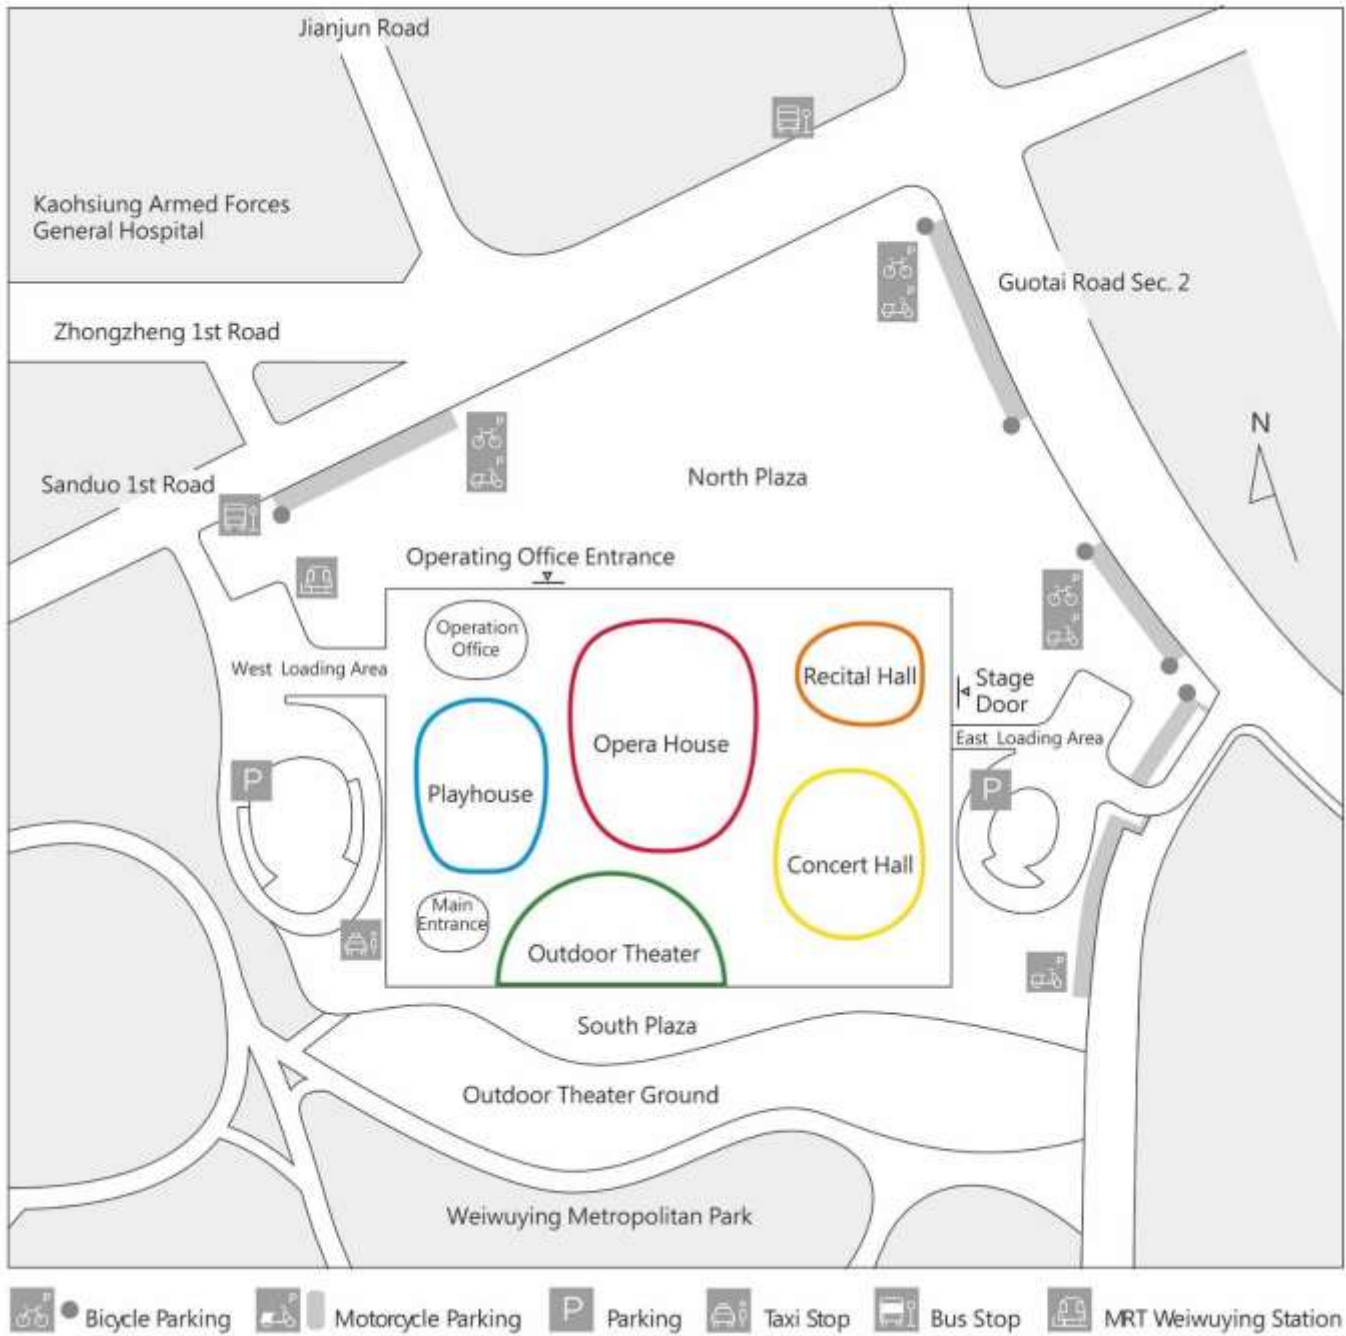 Jianjun Road
Kaohsiung Armed Forces
General Hospital
Guotai Road Sec. 2
Zhongzheng 1st Road
N
North Plaza
Sanduo 1st Road
Operating Office Entrance
Operation
Office
West Loading Area
Recital Hall
Stage
Door
Opera House
East Loading Area
P
P
Playhouse
Concert Hall
Main
Entrance
Outdoor Theater
South Plaza
Outdoor Theater Ground
Weiwuying Metropolitan Park
P Bicycle Parking
P Motorcycle Parking
P Parking
Taxi Stop
Bus Stop
MRT Weiwuying Station